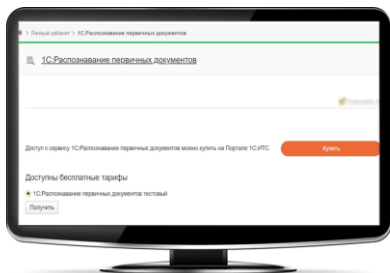 > Личный кабинет > 1С:Распознавание первичных документов
1С:Распознавание первичных документов
Доступ к сервису 1С:Распознавание первичных документов можно купить на Портале 1С:ИТС
Купить
Доступны бесплатные тарифы
1С:Распознавание первичных документов тестовый
Получить